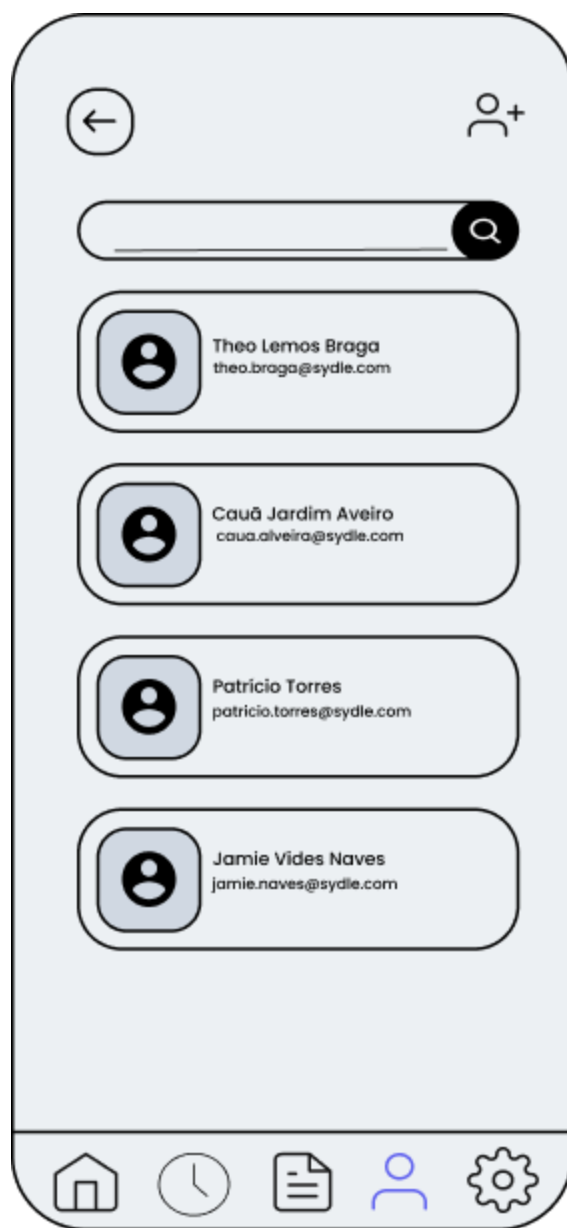 Theo Lemos Braga
theo.braga@sydle.com
Cauã Jardim Aveiro
caua.alveira@sydle.com
Patricio Torres
patricio.torres@sydle.com
Jamie Vides Naves
jamie.naves@sydle.com